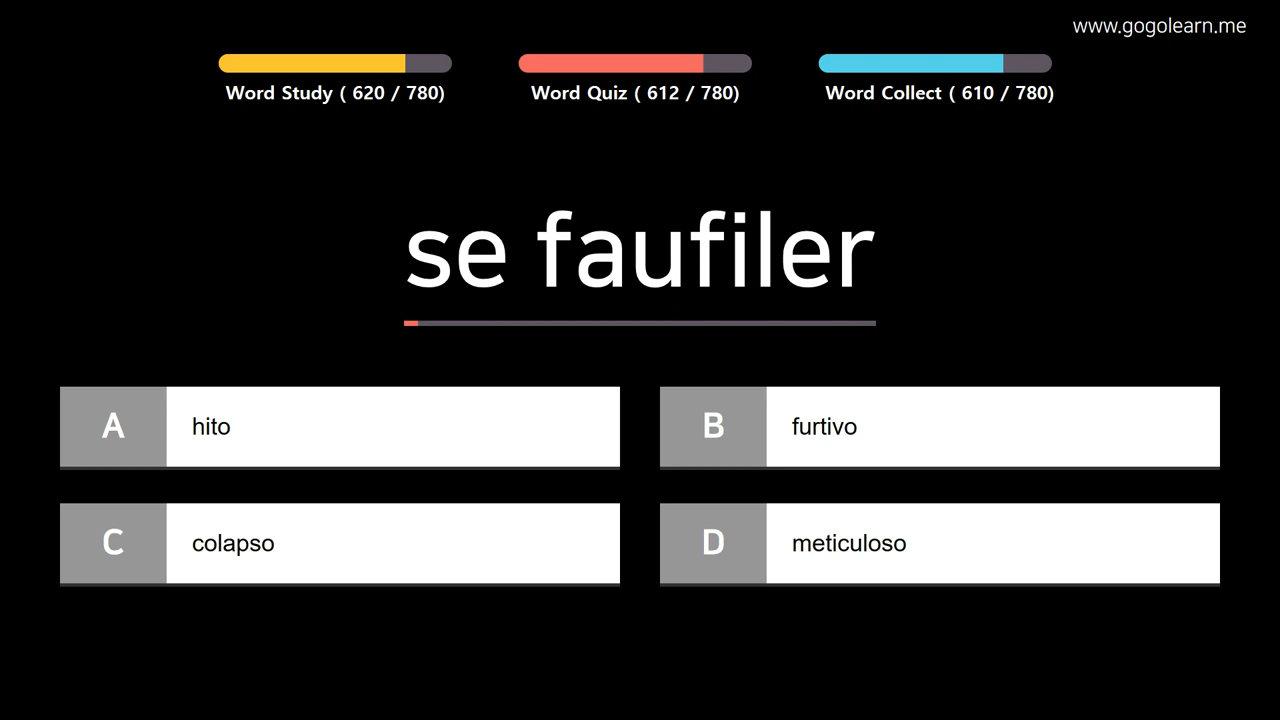 www.gogolearn.me
Word Study ( 620 / 780)
Word Quiz ( 612 / 780)
Word Collect ( 610 / 780)
se faufiler
A hito
B furtivo
C colapso
D meticuloso